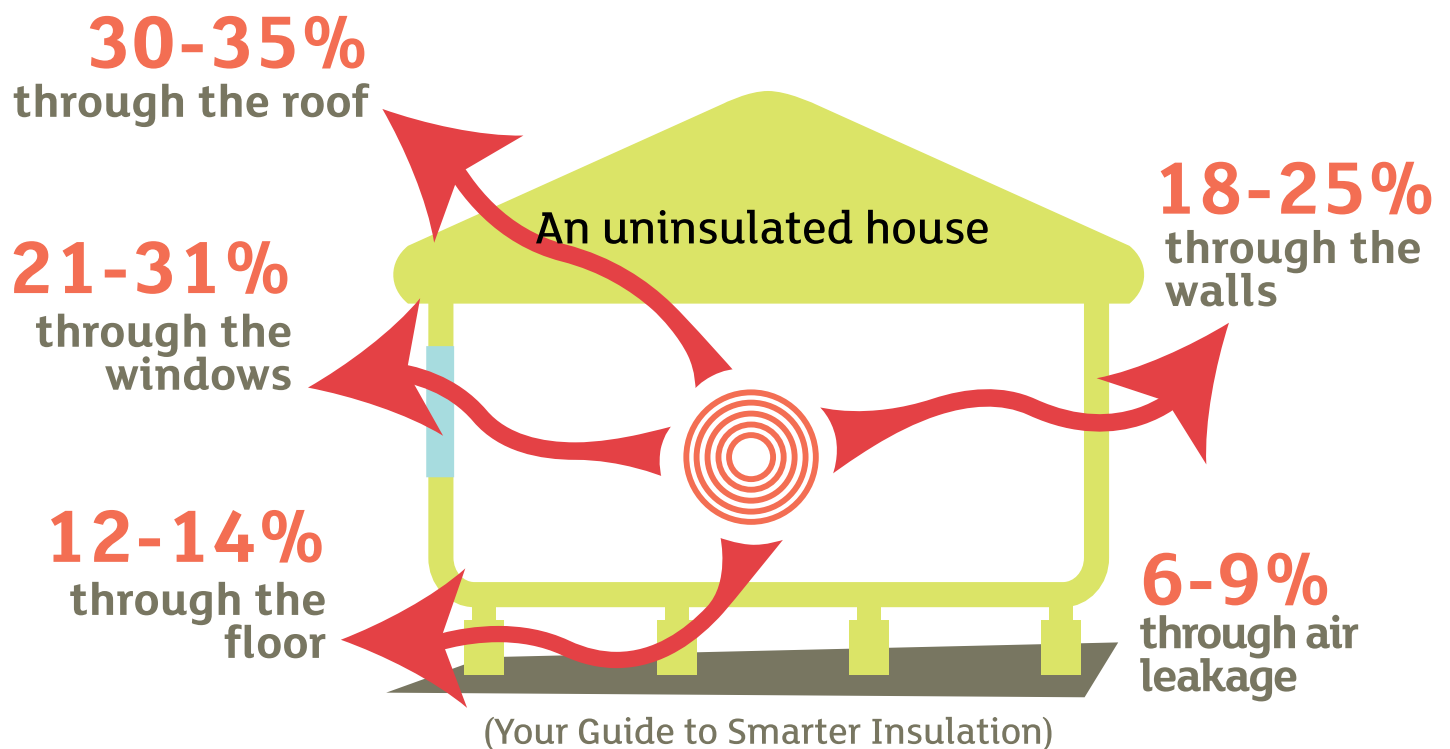 30-35%
through the roof
An uninsulated house
18-25%
through the
walls
21-31%
through the
windows
12-14%
through the
floor
6-9%
through air
leakage
(Your Guide to Smarter Insulation)